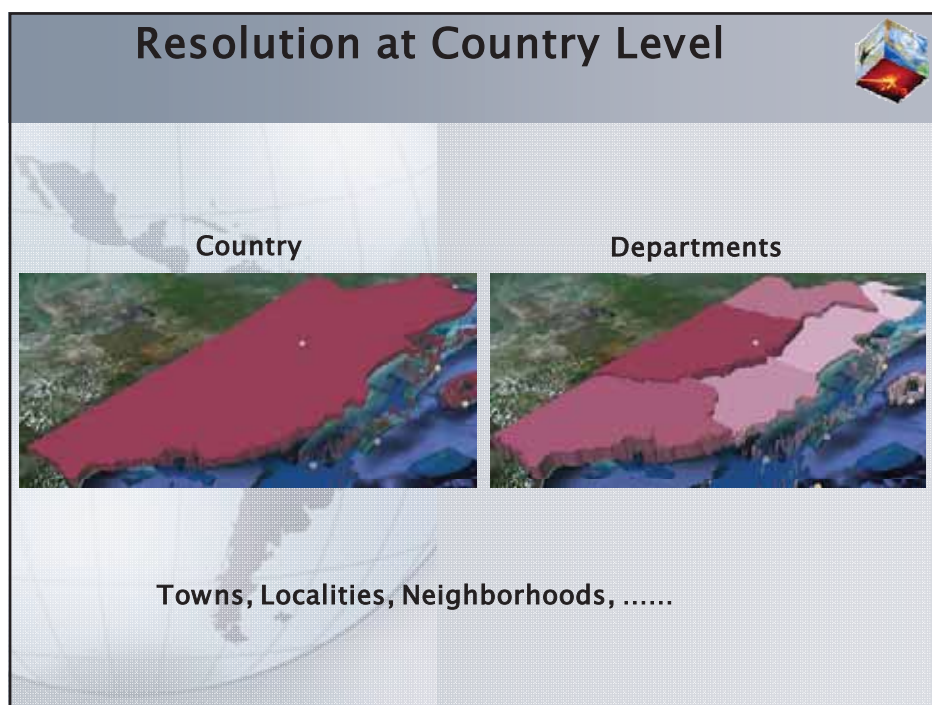 Resolution at Country Level
Country
Departments
Towns, Localities, Neighborhoods, ......